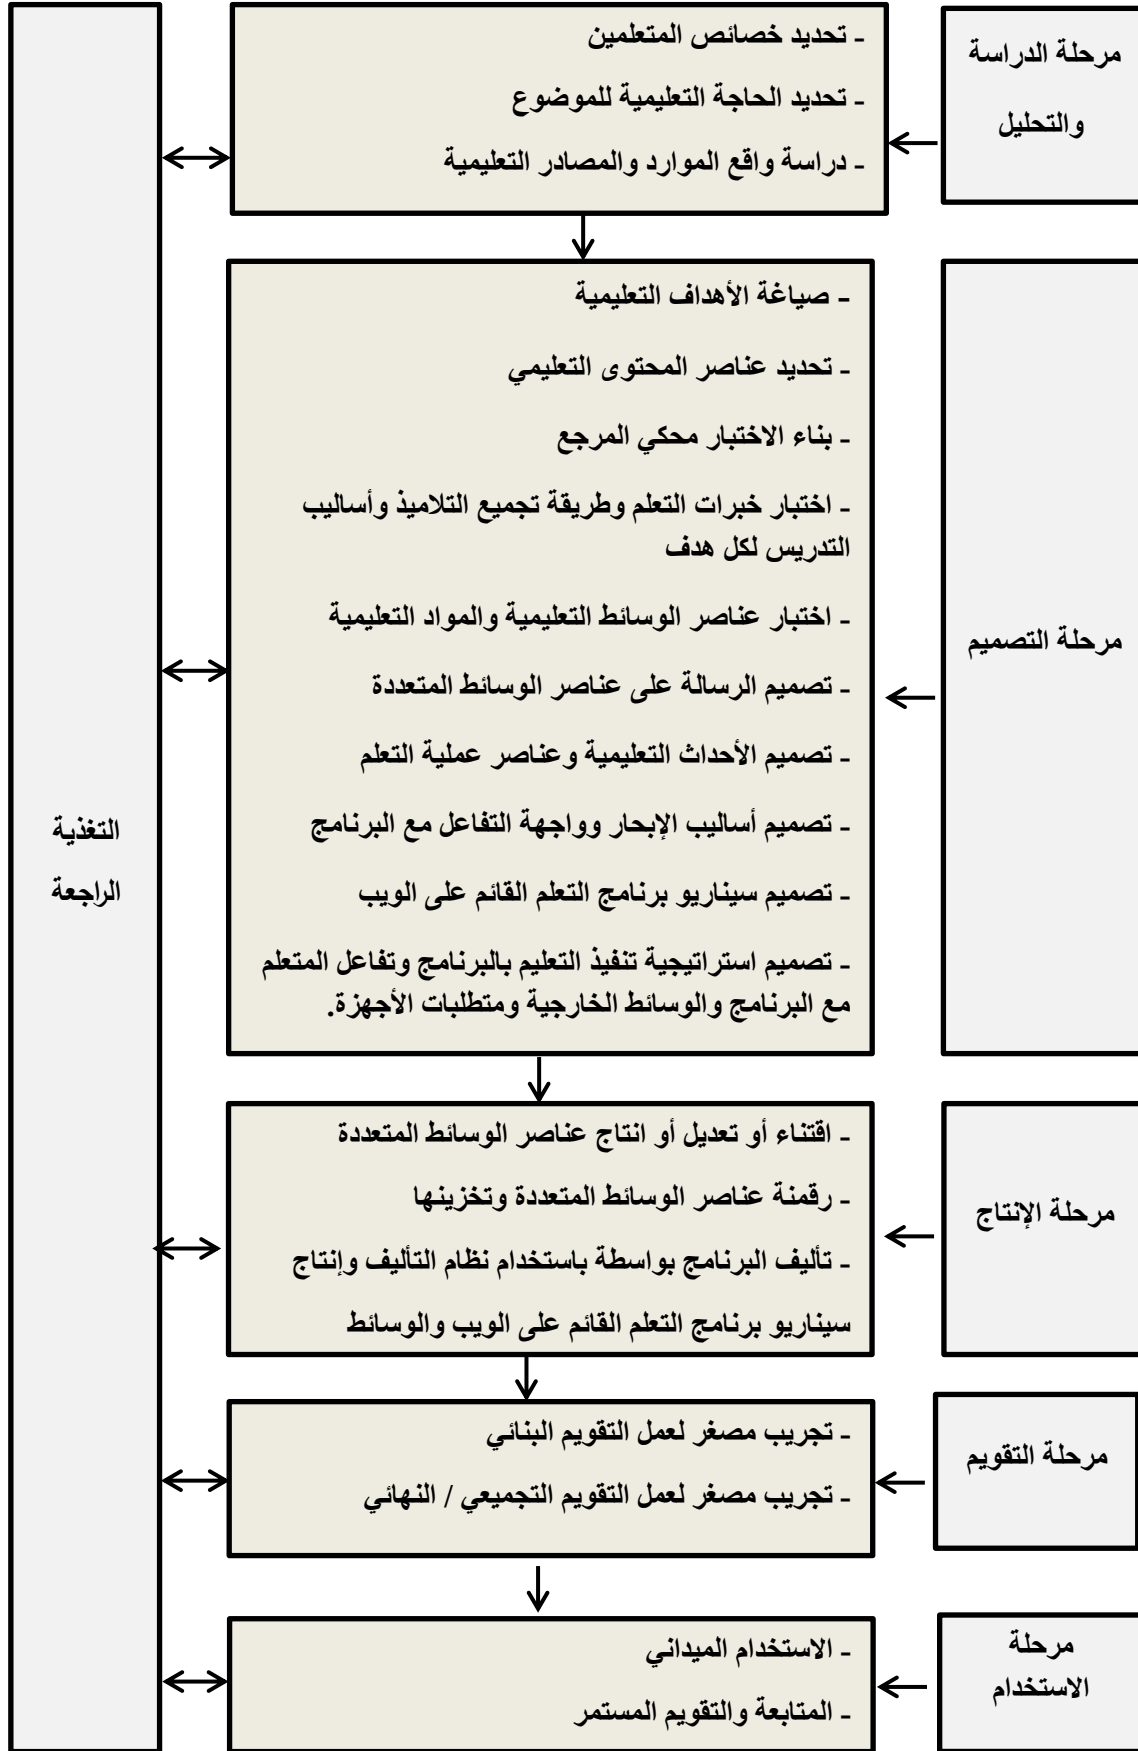 مرحلة الدراسة
والتحليل
- تحديد خصائص المتعلمين
- تحديد الحاجة التعليمية للموضوع
- دراسة واقع الموارد والمصادر التعليمية
مرحلة التصميم
- صياغة الأهداف التعليمية
- تحديد عناصر المحتوى التعليمي
- بناء الاختبار محكي المرجع
- اختبار خبرات التعلم وطريقة تجميع التلاميذ وأساليب
التدريس لكل هدف
- اختبار عناصر الوسائط التعليمية والمواد التعليمية
- تصميم الرسالة على عناصر الوسائط المتعددة
- تصميم الأحداث التعليمية وعناصر عملية التعلم
- تصميم أساليب الإبحار وواجهة التفاعل مع البرنامج
- تصميم سيناريو برنامج التعلم القائم على الويب
- تصميم استراتيجية تنفيذ التعليم بالبرنامج وتفاعل المتعلم
مع البرنامج والوسائط الخارجية ومتطلبات الأجهزة.
مرحلة الإنتاج
- اقتناء أو تعديل أو انتاج عناصر الوسائط المتعددة
- رقمنة عناصر الوسائط المتعددة وتخزينها
- تأليف البرنامج بواسطة باستخدام نظام التأليف وإنتاج
سيناريو برنامج التعلم القائم على الويب والوسائط
مرحلة التقويم
- تجريب مصغر لعمل التقويم البنائي
- تجريب مصغر لعمل التقويم التجميعي / النهائي
مرحلة
الاستخدام
- الاستخدام الميداني
- المتابعة والتقويم المستمر
التغذية
الراجعة